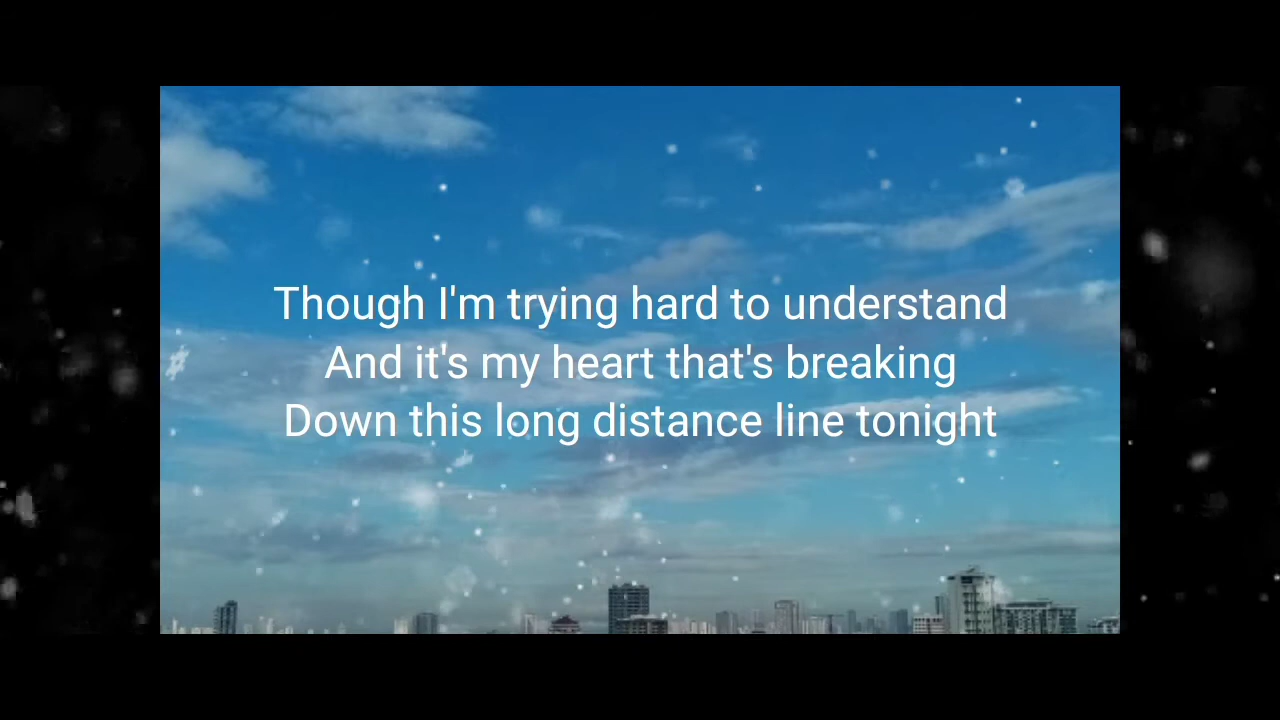 Though I'm trying hard to understand
And it's my heart that's breaking
Down this long distance line tonight